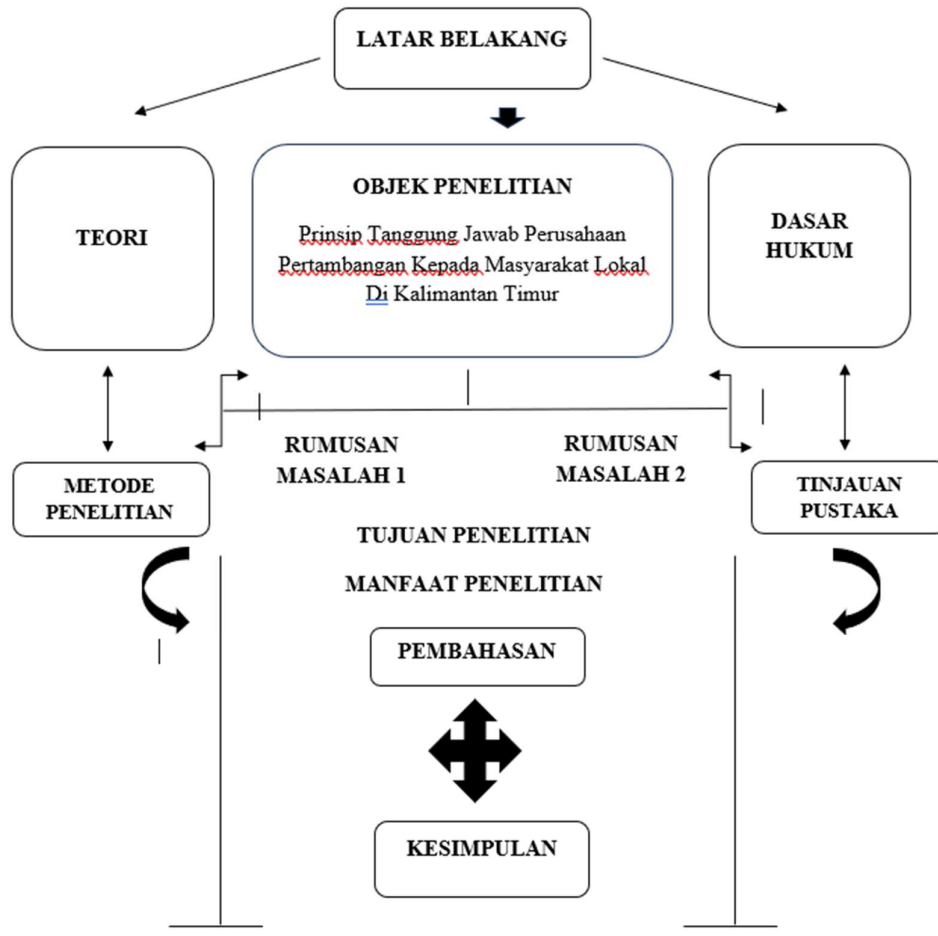 LATAR BELAKANG
TEORI
OBJEK PENELITIAN
Prinsip Tanggung Jawab Perusahaan
Pertambangan Kepada Masyarakat Lokal
Di Kalimantan Timur
DASAR
HUKUM
RUMUSAN
MASALAH 1
RUMUSAN
MASALAH 2
METODE
PENELITIAN
TINJAUAN
PUSTAKA
TUJUAN PENELITIAN
MANFAAT PENELITIAN
PEMBAHASAN
KESIMPULAN